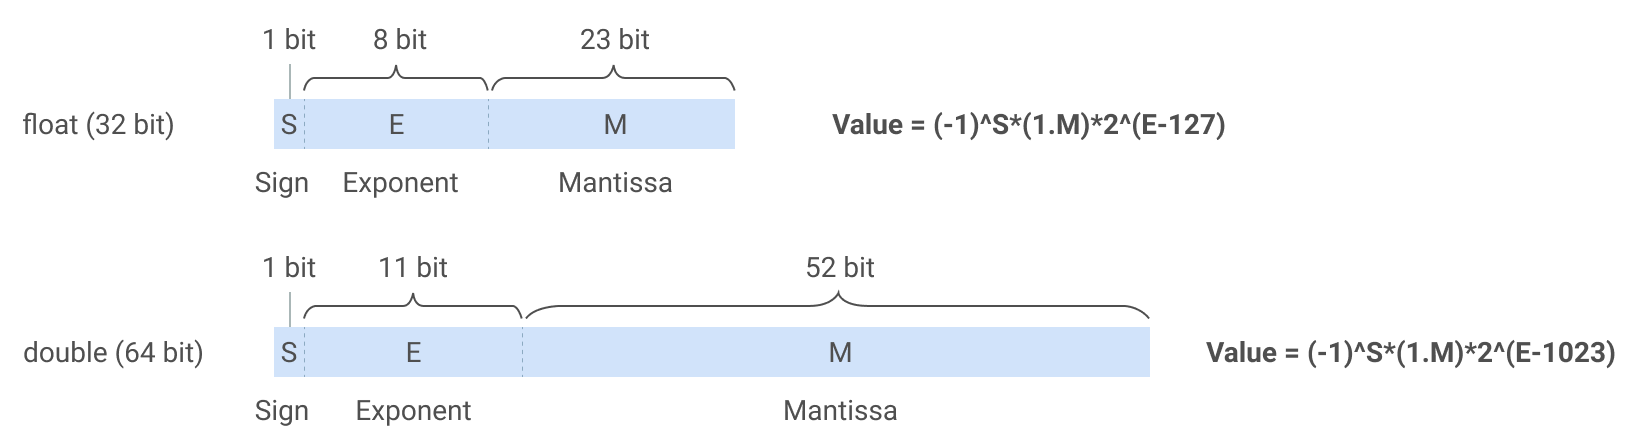 1 bit 8 bit 23 bit
float (32 bit) S E M Value = (-1)^S*(1.M)*2^(E-127)
Sign Exponent Mantissa
1 bit 11 bit 52 bit
double (64 bit) S E M Value = (-1)^S*(1.M)*2^(E-1023)
Sign Exponent Mantissa